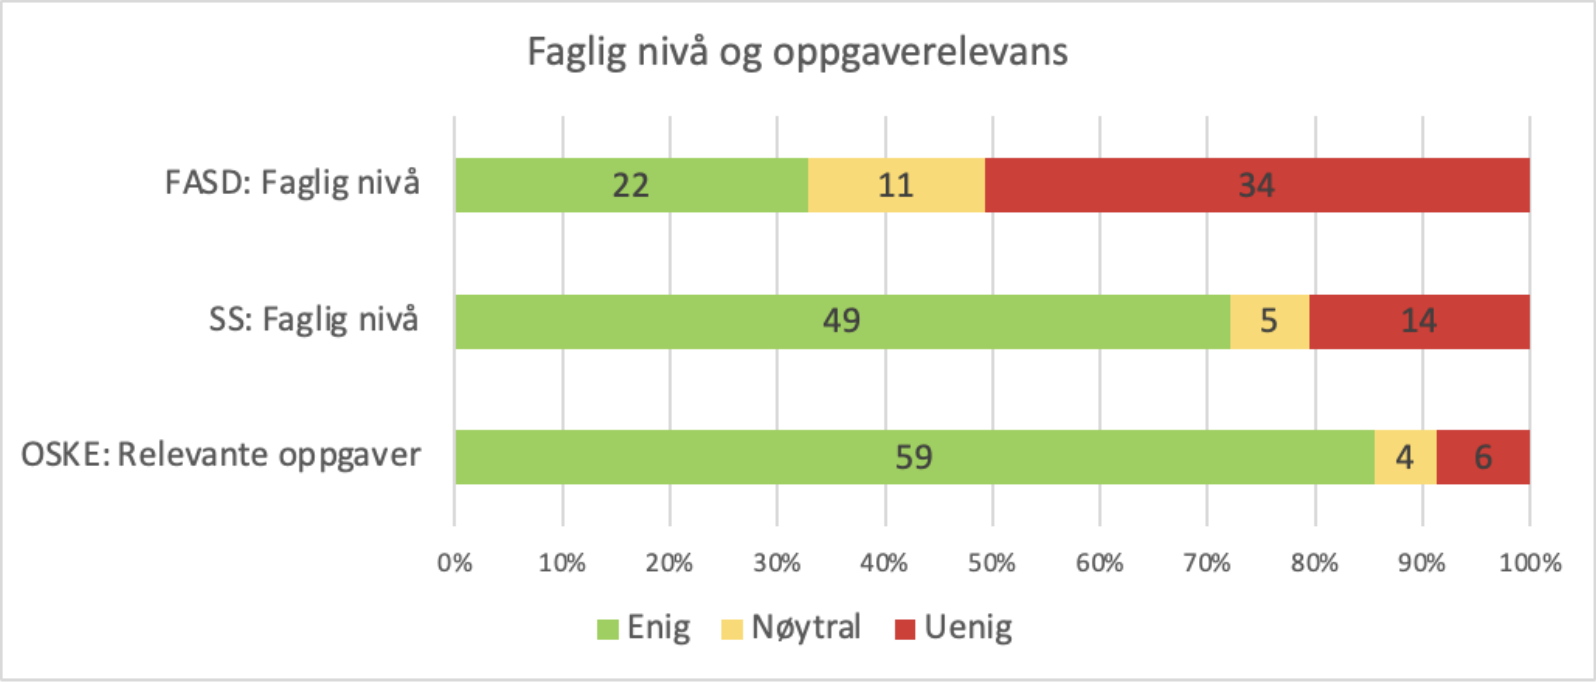 Faglig nivå og oppgaverelevans
FASD: Faglig nivå 22 11 34
SS: Faglig nivå 49 5 14
OSKE: Relevante oppgaver 59 4 6
0% 10% 20% 30% 40% 50% 60% 70% 80% 90% 100%
Enig Nøytral Uenig